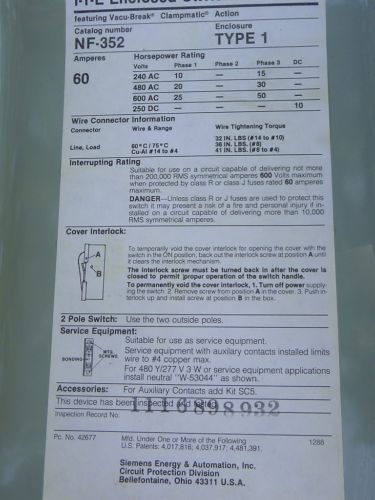 I-T-E Enclosed
featuring Vacu-Break® Clampmatic® Action
Catalog number Enclosure
NF-352 TYPE 1
Amperes Horsepower Rating
Volts Phase 1 Phase 2 Phase 3 DC
60 240 AC 10 — 15 —
480 AC 20 — 30 —
600 AC 25 — 50 —
250 DC — — — 10
Wire Connector Information
Connector Wire & Range Wire Tightening Torque
32 IN. LBS (#14 to #10)
Line, Load 60°C / 75°C 36 IN. LBS. (#8)
Cu-Al #14 to #4 41 IN. LBS (#6 to #4)
Interrupting Rating
Suitable for use on a circuit capable of delivering not more
than 200,000 RMS symmetrical amperes 600 Volts maximum
when protected by class R or class J fuses rated 60 amperes
maximum.
DANGER—Unless class R or J fuses are used to protect this
switch it may present a risk of a fire and personal injury if in-
stalled on a circuit capable of delivering more than 10,000
RMS symmetrical amperes.
Cover Interlock:
To temporarily void the cover interlock for opening the cover with the
switch in the ON position, back out the interlock screw at position A until
it clears the interlock mechanism.
The interlock screw must be turned back in after the cover is
closed to permit proper operation of the switch handle.
To permanently void the cover interlock, 1. Turn off power supply-
ing the switch. 2. Remove screw from position A in the cover. 3. Push in-
terlock up and install screw at position B in the box.
A
B
2 Pole Switch: Use the two outside poles.
Service Equipment:
Suitable for use as service equipment.
Service equipment with auxilary contacts installed limits
wire to #4 copper max.
For 480 Y/277 V 3 W or service equipment applications
install neutral "W-53044" as shown.
BONDING MTG. SCREWS
Accessories: For Auxiliary Contacts add Kit SC5.
This device has been inspected and tested.
Inspection Record No. 1116898932
Pc. No. 42677 Mfd. Under One or More of the Following 1288
U.S. Patents: 4,017,816; 4,037,917; 4,481,391.
Siemens Energy & Automation, Inc.
Circuit Protection Division
Bellefontaine, Ohio 43311 U.S.A.